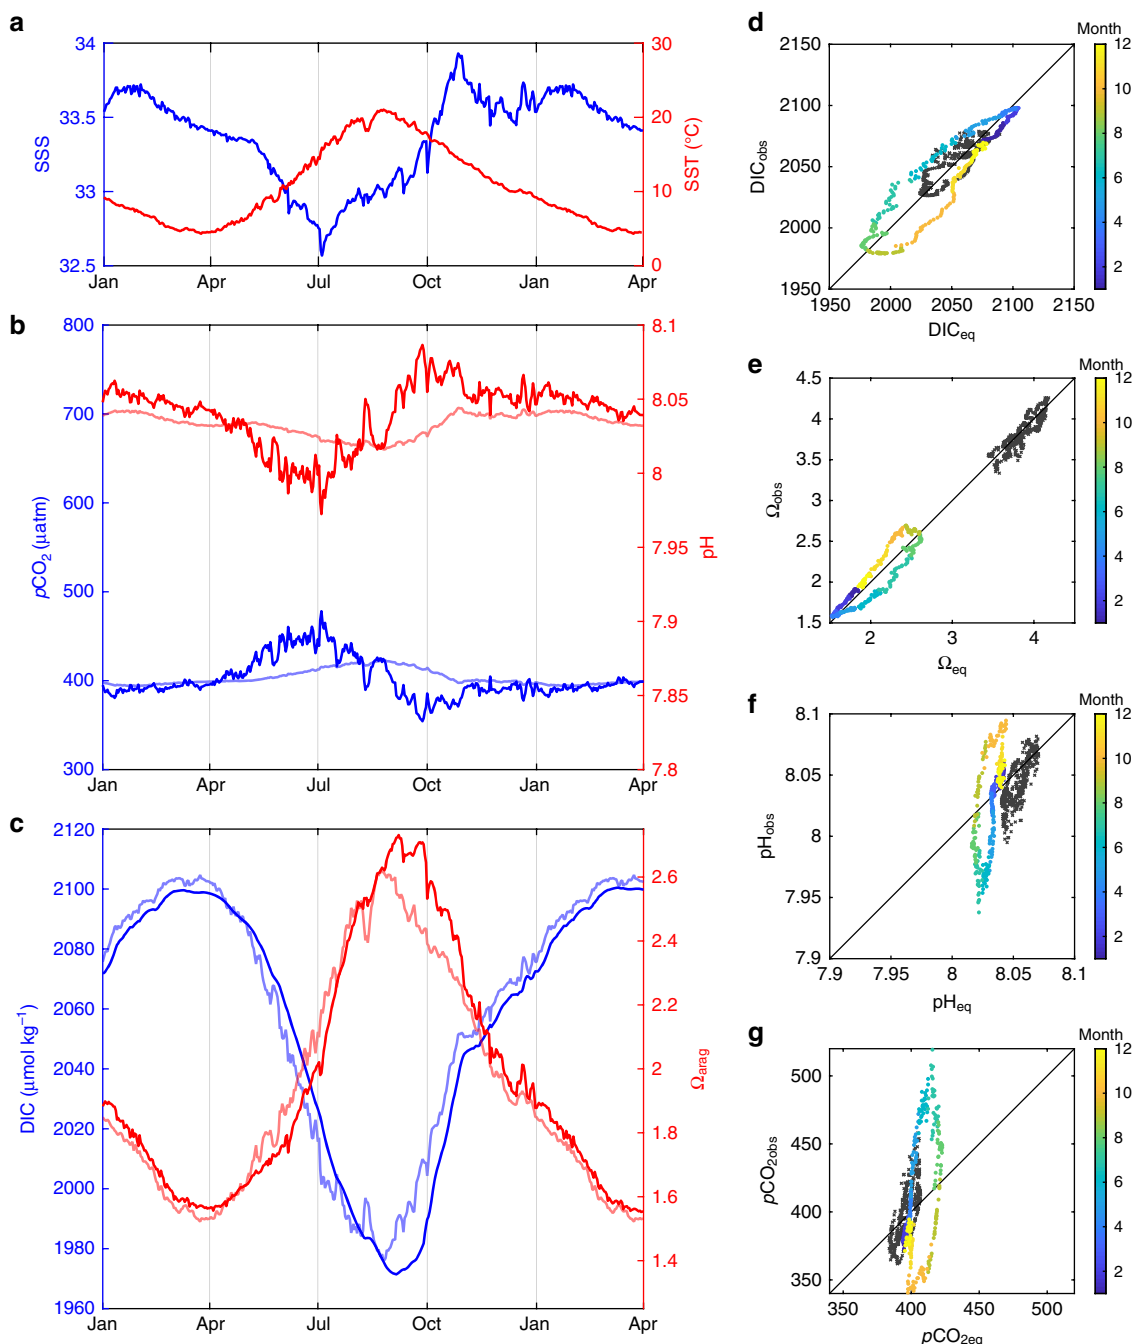 a
34
33.5
33
32.5
SSS
30
20
10
0
SST (°C)
Jan Apr Jul Oct Jan Apr
b
800
700
600
500
400
300
pCO₂ (µatm)
8.1
8.05
8
7.95
7.9
7.85
7.8
pH
Jan Apr Jul Oct Jan Apr
c
2120
2100
2080
2060
2040
2020
2000
1980
1960
DIC (µmol kg⁻¹)
2.6
2.4
2.2
2
1.8
1.6
1.4
Ωarag
Jan Apr Jul Oct Jan Apr
d
Month
2150
2100
2050
2000
1950
DICobs
1950 2000 2050 2100 2150
DICeq
12
10
8
6
4
2
e
Month
4.5
4
3.5
3
2.5
2
1.5
Ωobs
2 3 4
Ωeq
12
10
8
6
4
2
f
Month
8.1
8.05
8
7.95
7.9
pHobs
7.9 7.95 8 8.05 8.1
pHeq
12
10
8
6
4
2
g
Month
500
450
400
350
pCO2obs
350 400 450 500
pCO2eq
12
10
8
6
4
2